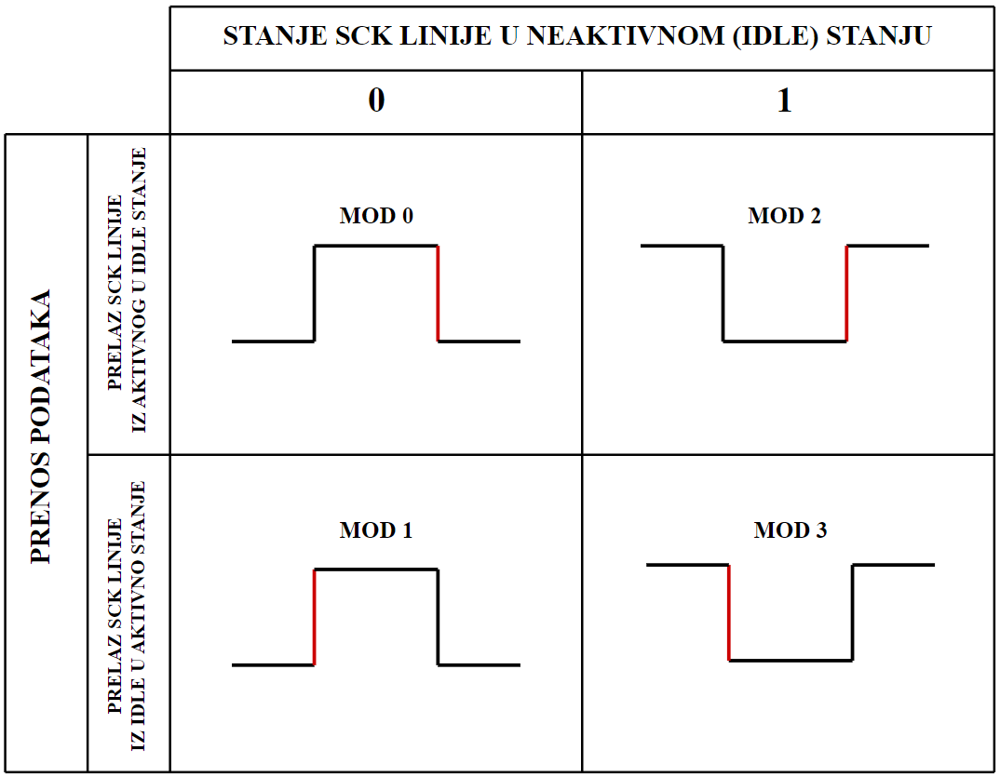 STANJE SCK LINIJE U NEAKTIVNOM (IDLE) STANJU
0
1
PRENOS PODATAKA
PRELAZ SCK LINIJE
IZ AKTIVNOG U IDLE STANJE
MOD 0
MOD 2
PRELAZ SCK LINIJE
IZ IDLE U AKTIVNO STANJE
MOD 1
MOD 3